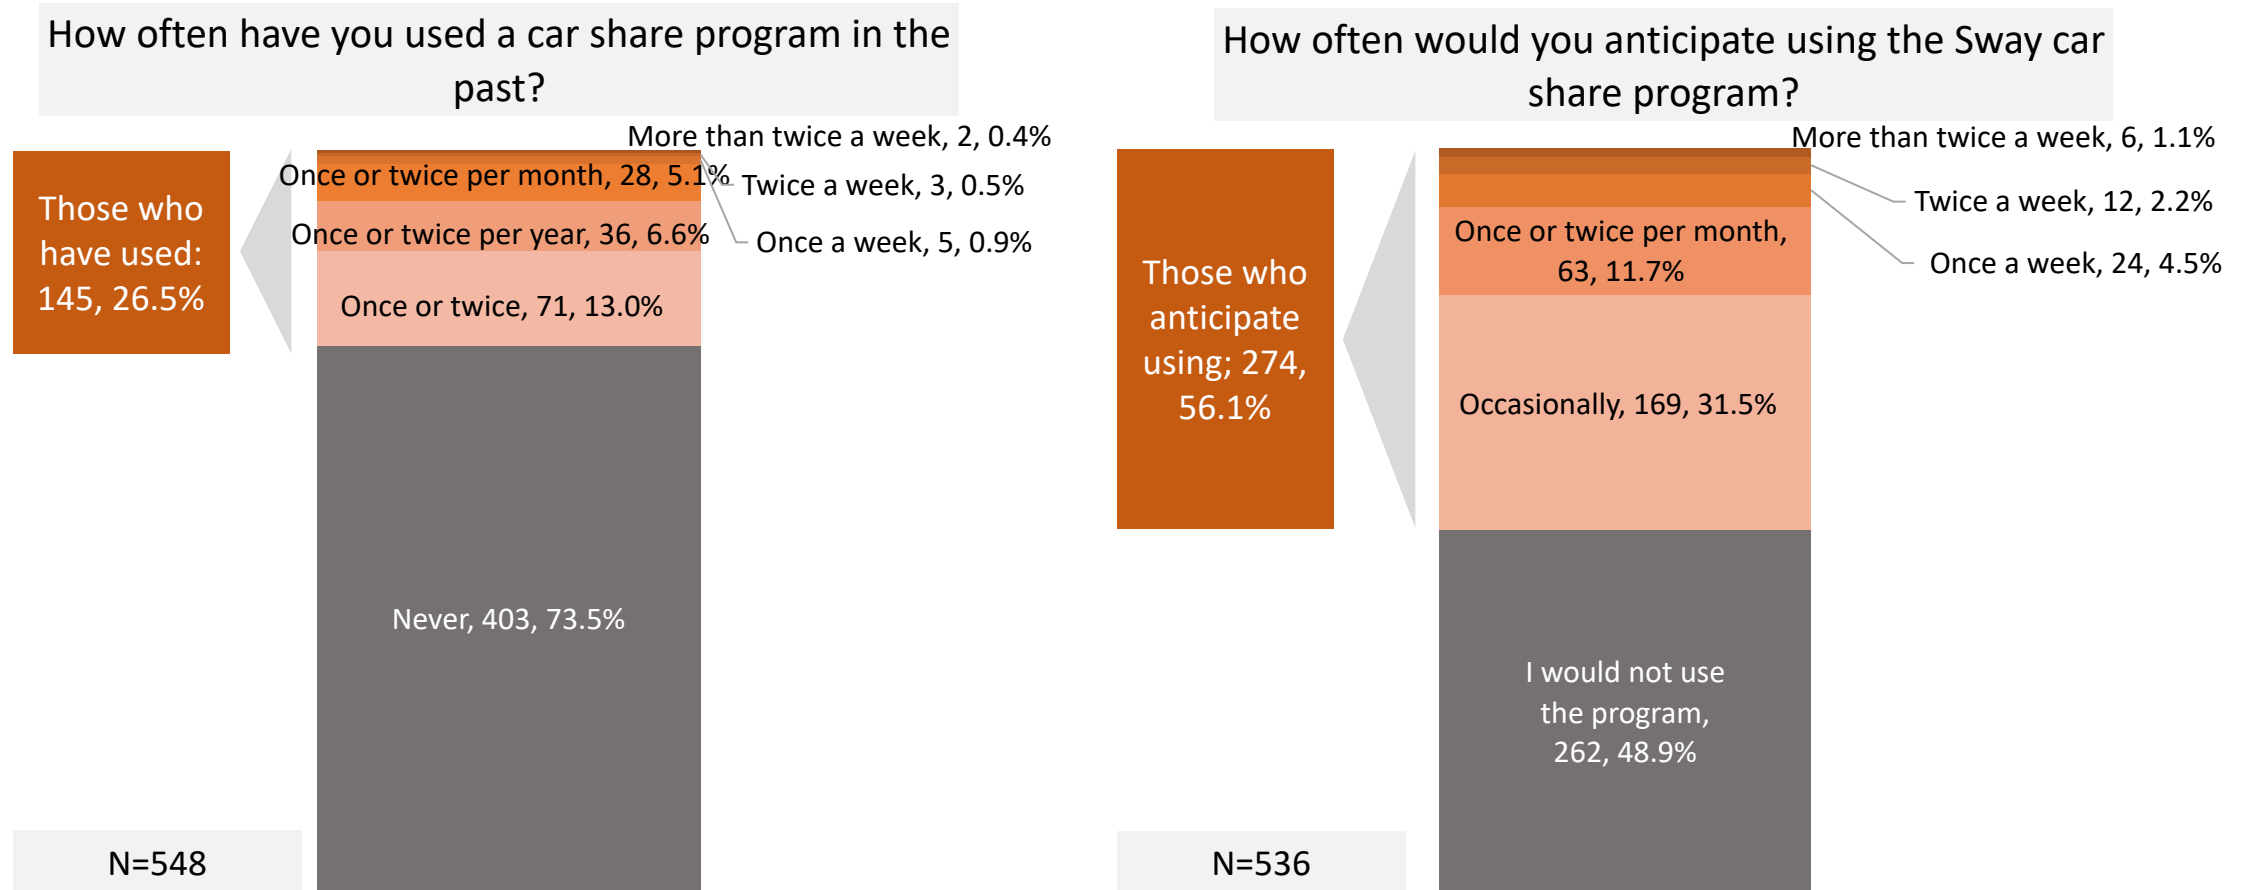 How often have you used a car share program in the
past?
More than twice a week, 2, 0.4%
Once or twice per month, 28, 5.1%
Twice a week, 3, 0.5%
Once or twice per year, 36, 6.6%
Once a week, 5, 0.9%
Once or twice, 71, 13.0%
Those who
have used:
145, 26.5%
Never, 403, 73.5%
N=548
How often would you anticipate using the Sway car
share program?
More than twice a week, 6, 1.1%
Twice a week, 12, 2.2%
Once a week, 24, 4.5%
Once or twice per month,
63, 11.7%
Those who
anticipate
using; 274,
56.1%
Occasionally, 169, 31.5%
I would not use
the program,
262, 48.9%
N=536